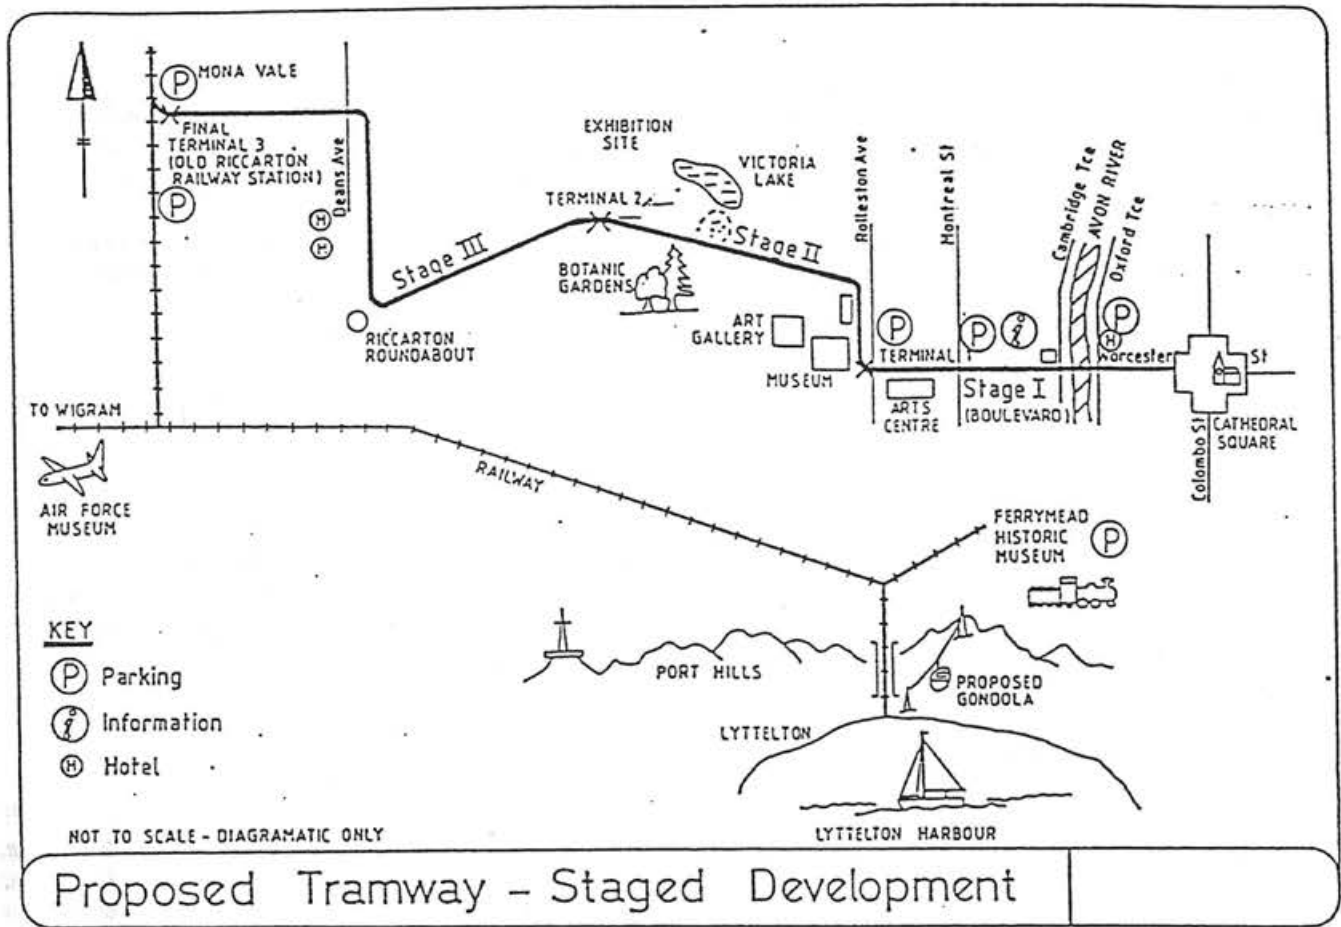 P
MONA VALE
FINAL
TERMINAL 3
(OLD RICCARTON
RAILWAY STATION)
P
Deans Ave
H
H
Stage III
RICCARTON
ROUNDABOUT
EXHIBITION
SITE
VICTORIA
LAKE
TERMINAL 2
Stage II
BOTANIC
GARDENS
ART
GALLERY
MUSEUM
Rolleston Ave
Montreal St
Cambridge Tce
AVON RIVER
Oxford Tce
P
P
i
P
H
TERMINAL 1
Worcester
St
Stage I
(BOULEVARD)
ARTS
CENTRE
Colombo St
CATHEDRAL
SQUARE
TO WIGRAM
AIR FORCE
MUSEUM
RAILWAY
FERRYMEAD
HISTORIC
MUSEUM
P
PORT HILLS
PROPOSED
GONDOLA
LYTTELTON
LYTTELTON HARBOUR
KEY
P Parking
i Information
H Hotel
NOT TO SCALE - DIAGRAMATIC ONLY
Proposed Tramway - Staged Development